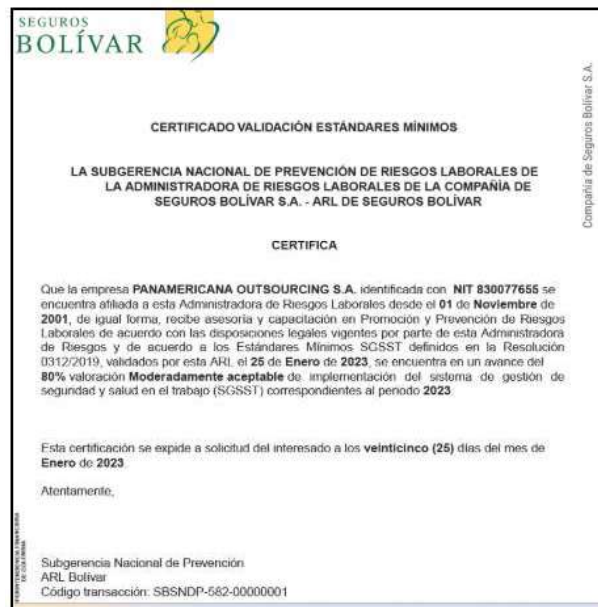 SEGUROS
BOLÍVAR
Compañía de Seguros Bolívar S.A.
CERTIFICADO VALIDACIÓN ESTÁNDARES MÍNIMOS
LA SUBGERENCIA NACIONAL DE PREVENCIÓN DE RIESGOS LABORALES DE
LA ADMINISTRADORA DE RIESGOS LABORALES DE LA COMPAÑÍA DE
SEGUROS BOLÍVAR S.A. - ARL DE SEGUROS BOLÍVAR
CERTIFICA
Que la empresa PANAMERICANA OUTSOURCING S.A. identificada con NIT 830077655 se
encuentra afiliada a esta Administradora de Riesgos Laborales desde el 01 de Noviembre de
2001, de igual forma, recibe asesoría y capacitación en Promoción y Prevención de Riesgos
Laborales de acuerdo con las disposiciones legales vigentes por parte de esta Administradora
de Riesgos y de acuerdo a los Estándares Mínimos SGSST definidos en la Resolución
0312/2019, validados por esta ARL el 25 de Enero de 2023, se encuentra en un avance del
80% valoración Moderadamente aceptable de implementación del sistema de gestión de
seguridad y salud en el trabajo (SGSST) correspondientes al periodo 2023
Esta certificación se expide a solicitud del interesado a los veinticinco (25) días del mes de
Enero de 2023
Atentamente,
Subgerencia Nacional de Prevención
ARL Bolívar
Código transacción: SBSNDP-582-00000001
SUPERINTENDENCIA FINANCIERA
DE COLOMBIA